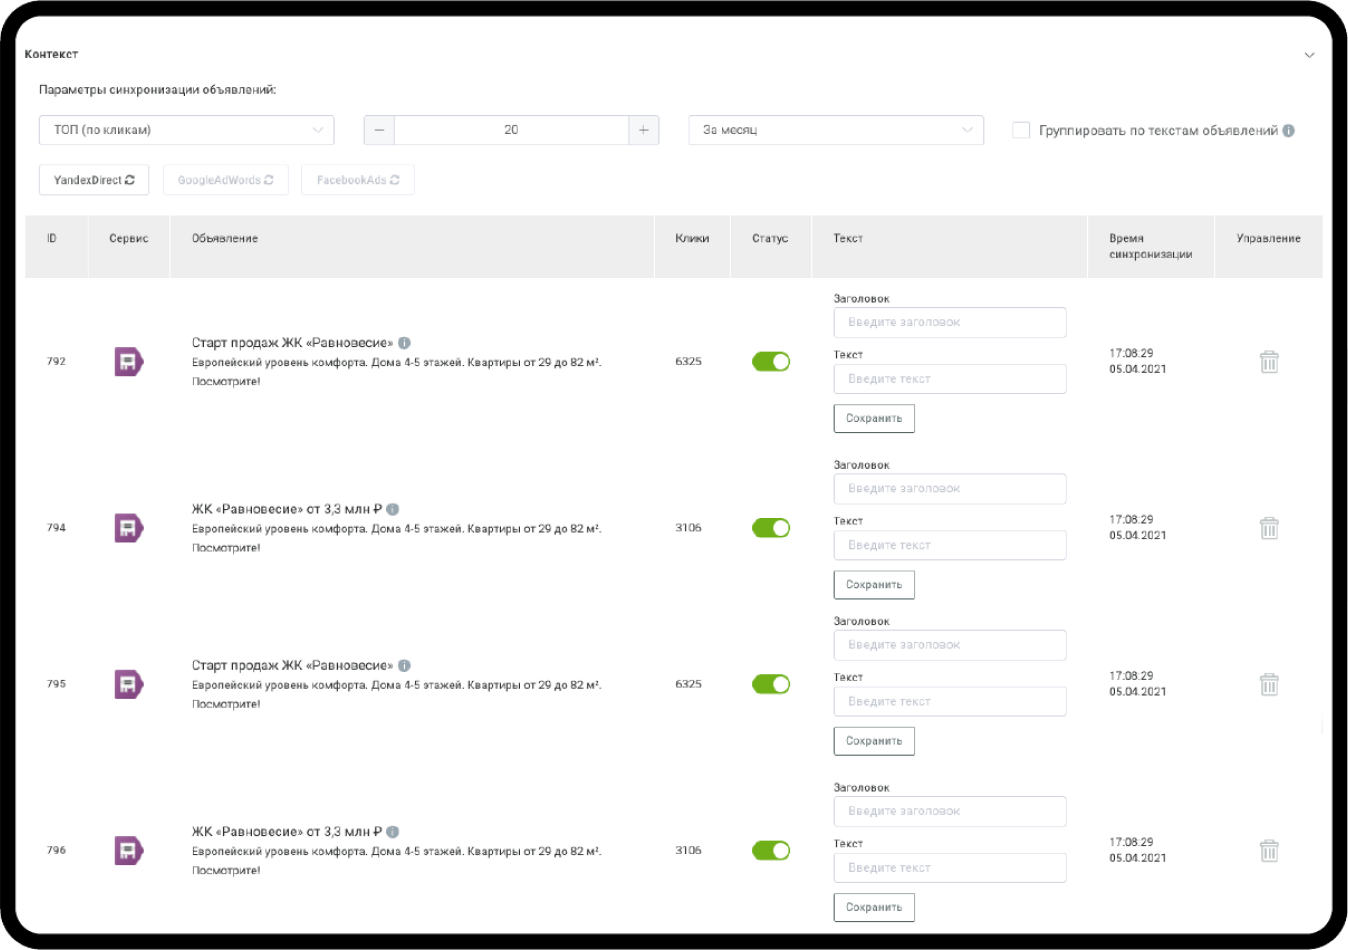 Контекст
Параметры синхронизации объявлений:
ТОП (по кликам)
20
За месяц
Группировать по текстам объявлений
YandexDirect
GoogleAdWords
FacebookAds
ID
Сервис
Объявление
Клики
Статус
Текст
Время
синхронизации
Управление
792
Старт продаж ЖК «Равновесие»
Европейский уровень комфорта. Дома 4-5 этажей. Квартиры от 29 до 82 м².
Посмотрите!
6325
Заголовок
Введите заголовок
Текст
Введите текст
Сохранить
17:08:29
05.04.2021
794
ЖК «Равновесие» от 3,3 млн ₽
Европейский уровень комфорта. Дома 4-5 этажей. Квартиры от 29 до 82 м².
Посмотрите!
3106
Заголовок
Введите заголовок
Текст
Введите текст
Сохранить
17:08:29
05.04.2021
795
Старт продаж ЖК «Равновесие»
Европейский уровень комфорта. Дома 4-5 этажей. Квартиры от 29 до 82 м².
Посмотрите!
6325
Заголовок
Введите заголовок
Текст
Введите текст
Сохранить
17:08:29
05.04.2021
796
ЖК «Равновесие» от 3,3 млн ₽
Европейский уровень комфорта. Дома 4-5 этажей. Квартиры от 29 до 82 м².
Посмотрите!
3106
Заголовок
Введите заголовок
Текст
Введите текст
Сохранить
17:08:29
05.04.2021